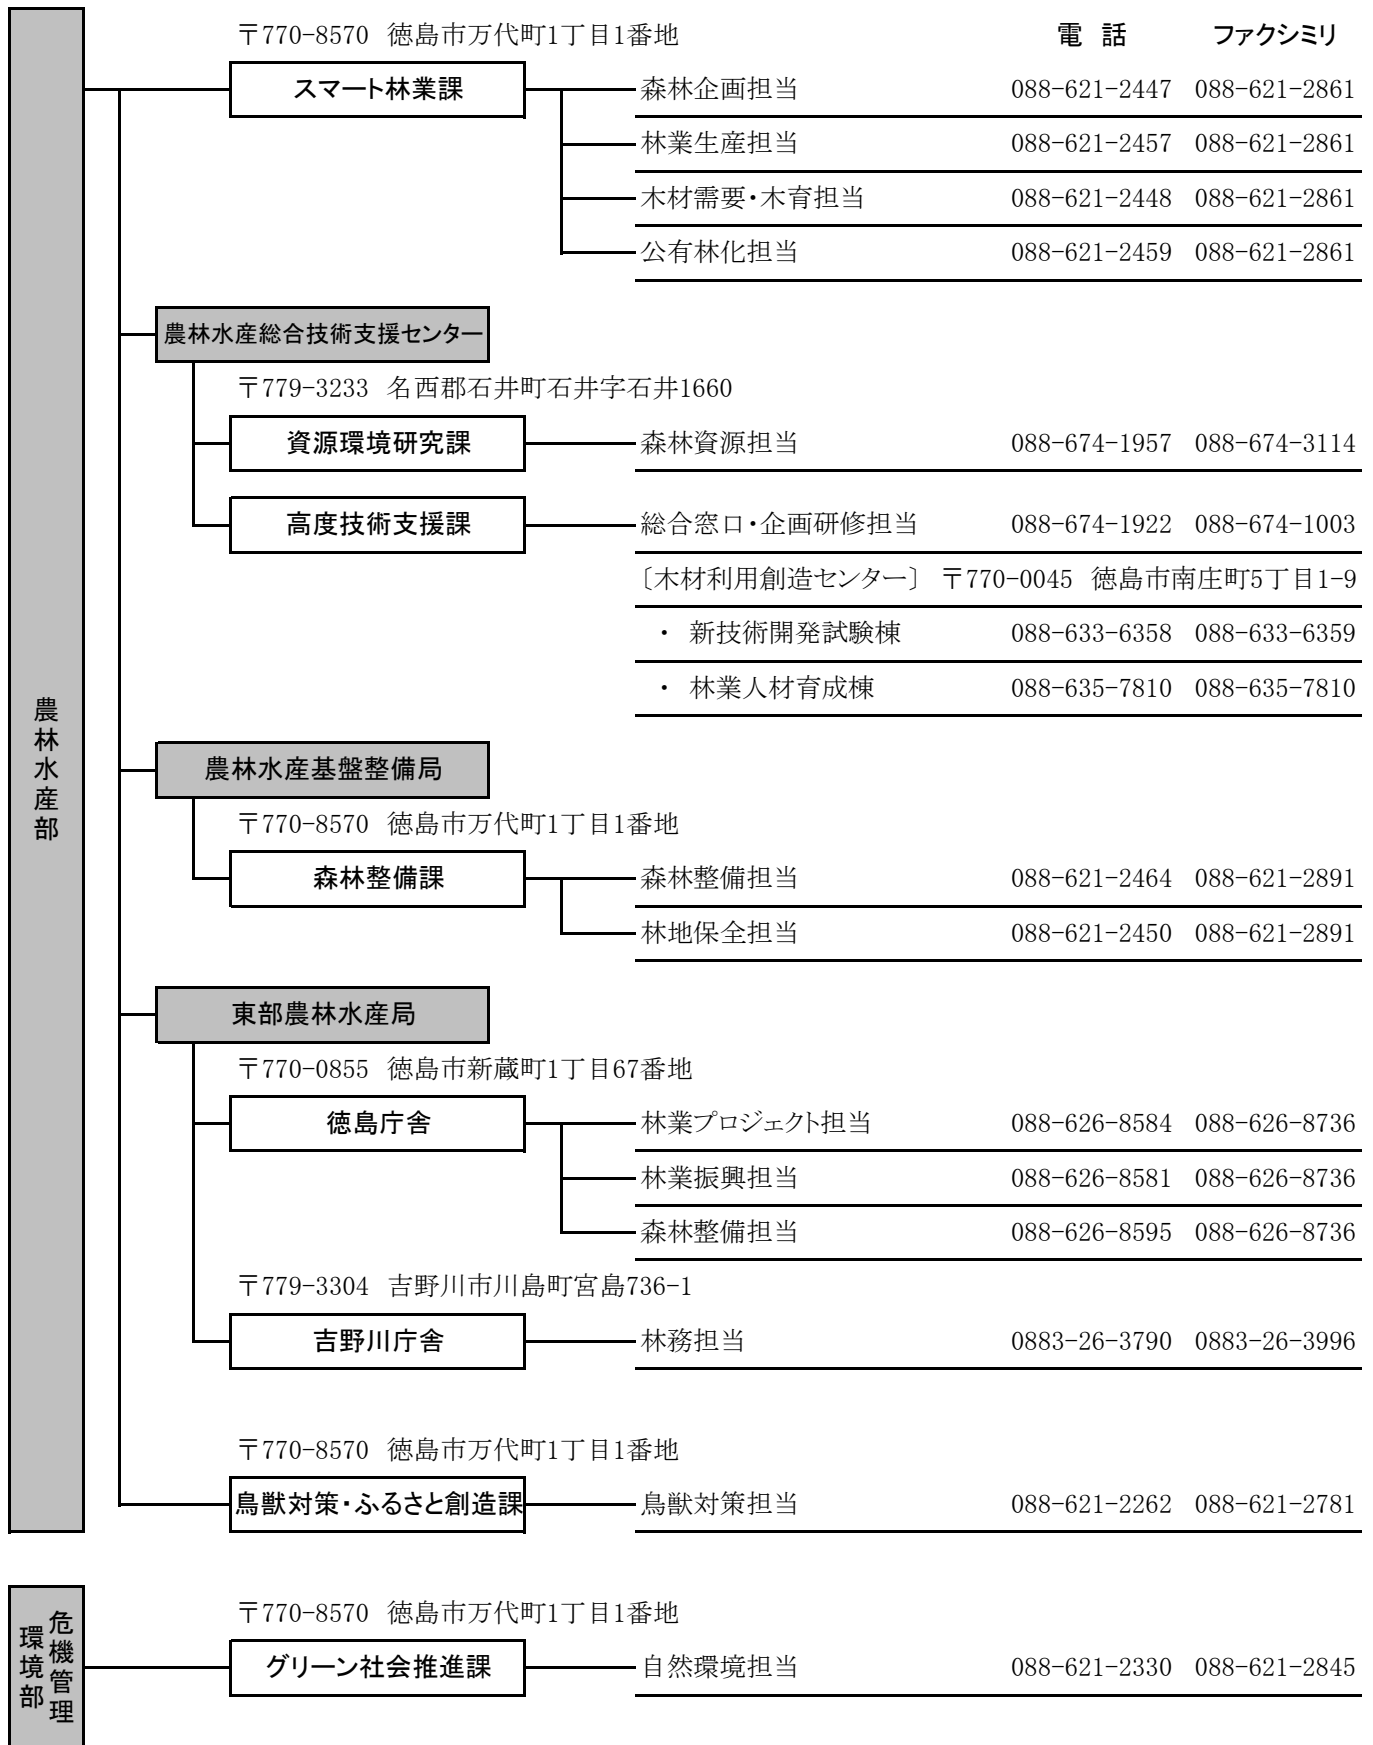 〒770-8570 徳島市万代町1丁目1番地 電話 ファクシミリ
スマート林業課 森林企画担当 088-621-2447 088-621-2861
林業生産担当 088-621-2457 088-621-2861
木材需要・木育担当 088-621-2448 088-621-2861
公有林化担当 088-621-2459 088-621-2861
農林水産総合技術支援センター
〒779-3233 名西郡石井町石井字石井1660
資源環境研究課 森林資源担当 088-674-1957 088-674-3114
高度技術支援課 総合窓口・企画研修担当 088-674-1922 088-674-1003
〔木材利用創造センター〕 〒770-0045 徳島市南庄町5丁目1-9
・ 新技術開発試験棟 088-633-6358 088-633-6359
・ 林業人材育成棟 088-635-7810 088-635-7810
農林水産部
農林水産基盤整備局
〒770-8570 徳島市万代町1丁目1番地
森林整備課 森林整備担当 088-621-2464 088-621-2891
林地保全担当 088-621-2450 088-621-2891
東部農林水産局
〒770-0855 徳島市新蔵町1丁目67番地
徳島庁舎 林業プロジェクト担当 088-626-8584 088-626-8736
林業振興担当 088-626-8581 088-626-8736
森林整備担当 088-626-8595 088-626-8736
〒779-3304 吉野川市川島町宮島736-1
吉野川庁舎 林務担当 0883-26-3790 0883-26-3996
〒770-8570 徳島市万代町1丁目1番地
鳥獣対策・ふるさと創造課 鳥獣対策担当 088-621-2262 088-621-2781
危機管理
環境部
〒770-8570 徳島市万代町1丁目1番地
グリーン社会推進課 自然環境担当 088-621-2330 088-621-2845